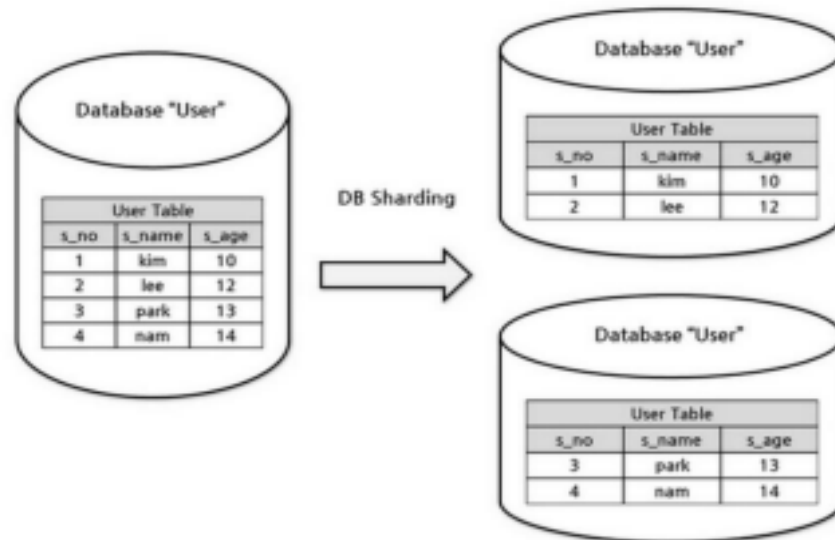 Database "User"
User Table
s_no s_name s_age
1 kim 10
2 lee 12
3 park 13
4 nam 14
DB Sharding
Database "User"
User Table
s_no s_name s_age
1 kim 10
2 lee 12
Database "User"
User Table
s_no s_name s_age
3 park 13
4 nam 14